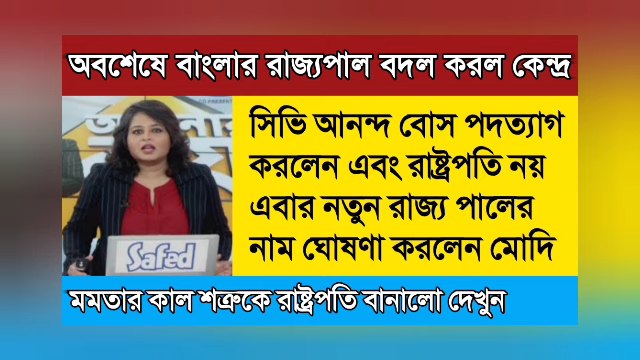 অবশেষে বাংলার রাজ্যপাল বদল করল কেন্দ্র
সিভি আনন্দ বোস পদত্যাগ
করলেন এবং রাষ্ট্রপতি নয়
এবার নতুন রাজ্য পালের
নাম ঘোষণা করলেন মোদি
Safed
মমতার কাল শত্রুকে রাষ্ট্রপতি বানালো দেখুন